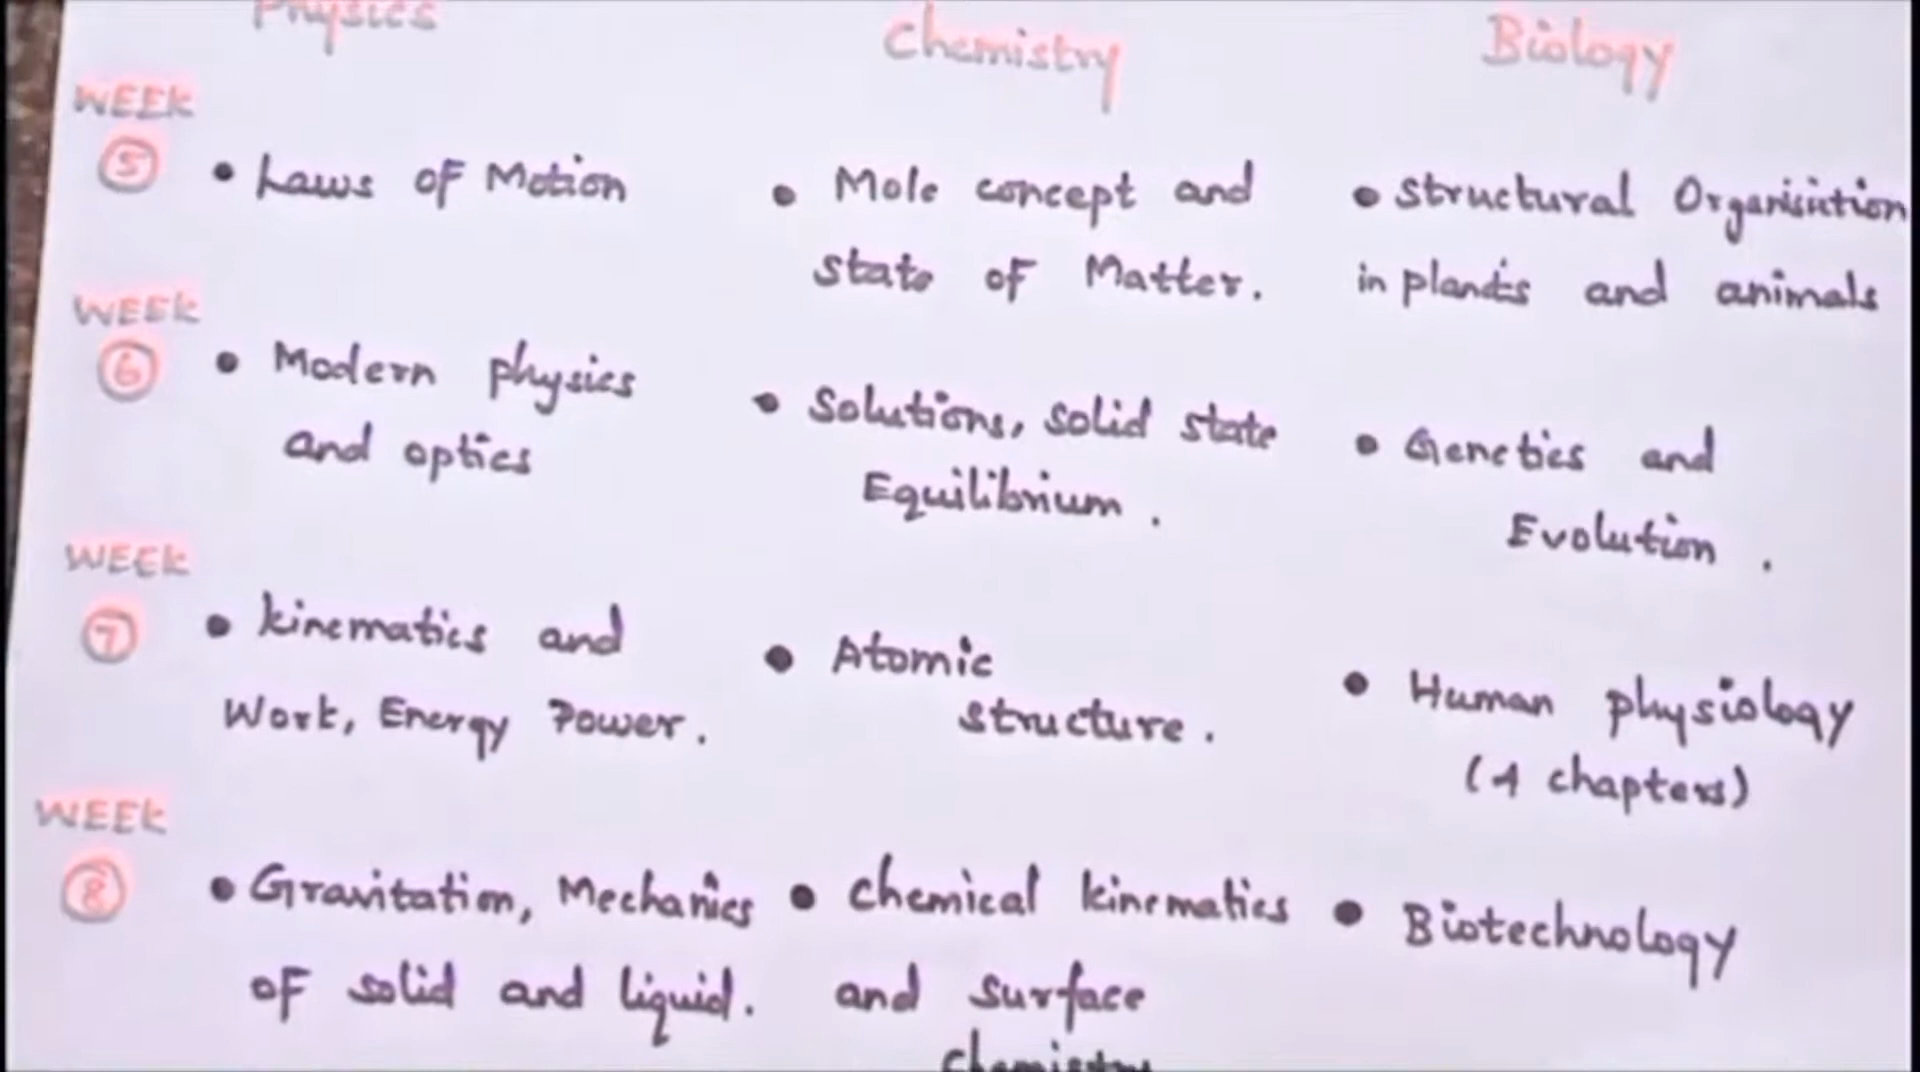 Physics Chemistry Biology
WEEK
5
• Laws of Motion
• Mole concept and
State of Matter.
• Structural Organisation
in plants and animals
WEEK
6
• Modern physics
and optics
• Solutions, solid state
Equilibrium.
• Genetics and
Evolution.
WEEK
7
• kinematics and
Work, Energy Power.
• Atomic
structure.
• Human physiology
(4 chapters)
WEEK
8
• Gravitation, Mechanics
of solid and liquid.
• Chemical kinematics
and surface
chemistry
• Biotechnology